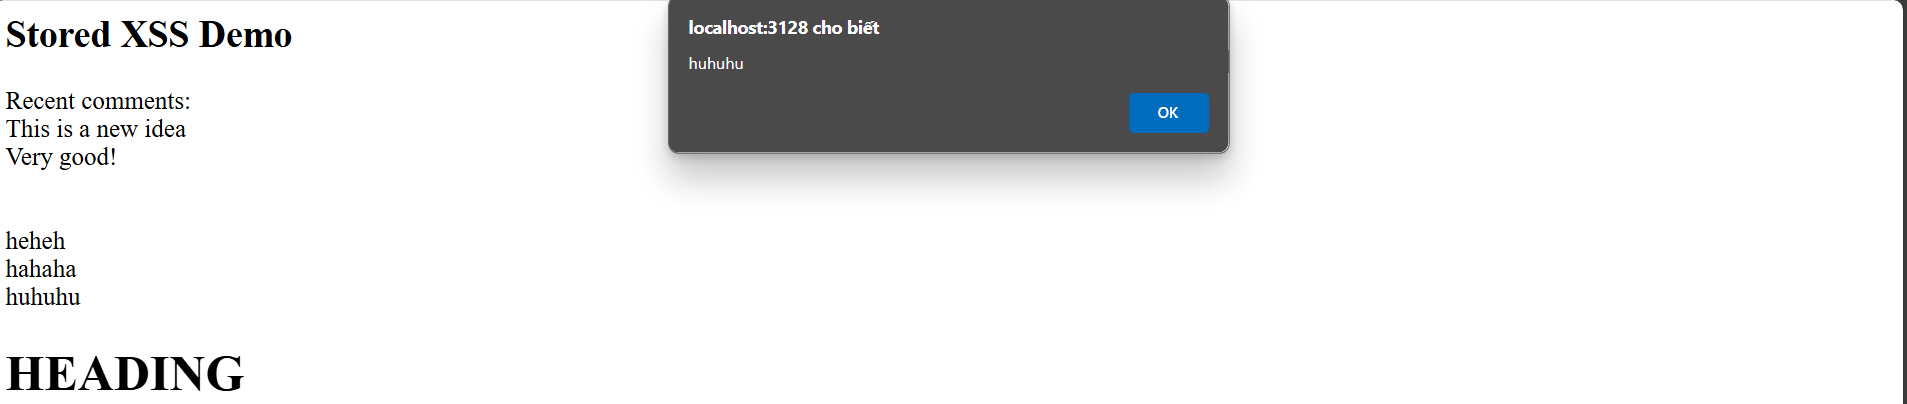 Stored XSS Demo
localhost:3128 cho biết
huhuhu
OK
Recent comments:
This is a new idea
Very good!
heheh
hahaha
huhuhu
HEADING